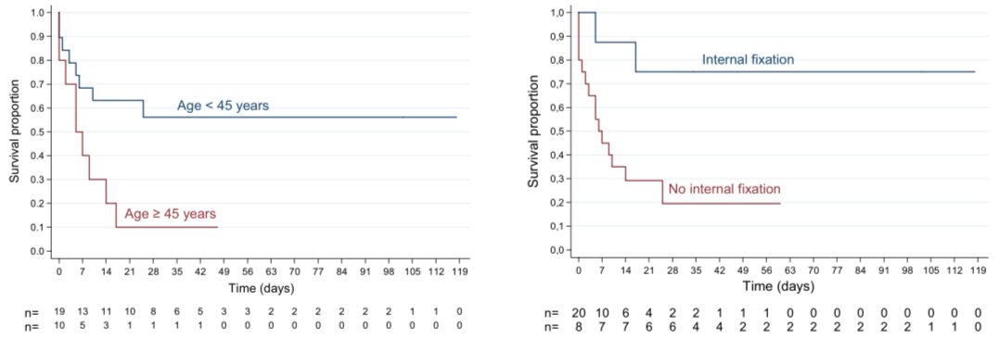 1,0
0.9
0.8
0.7
0.6
0.5
0.4
0.3
0.2
0.1
0.0
Survival proportion
Age < 45 years
Age ≥ 45 years
0 7 14 21 28 35 42 49 56 63 70 77 84 91 98 105 112 119
Time (days)
n= 19 13 11 10 8 6 5 3 3 2 2 2 2 2 2 1 1 0
n= 10 5 3 1 1 1 1 0 0 0 0 0 0 0 0 0 0 0
1,0
0,9
0,8
0,7
0,6
0,5
0,4
0,3
0,2
0,1
0,0
Survival proportion
Internal fixation
No internal fixation
0 7 14 21 28 35 42 49 56 63 70 77 84 91 98 105 112 119
Time (days)
n= 20 10 6 4 2 2 1 1 1 0 0 0 0 0 0 0 0 0
n= 8 7 7 6 6 4 4 2 2 2 2 2 2 2 2 1 1 0